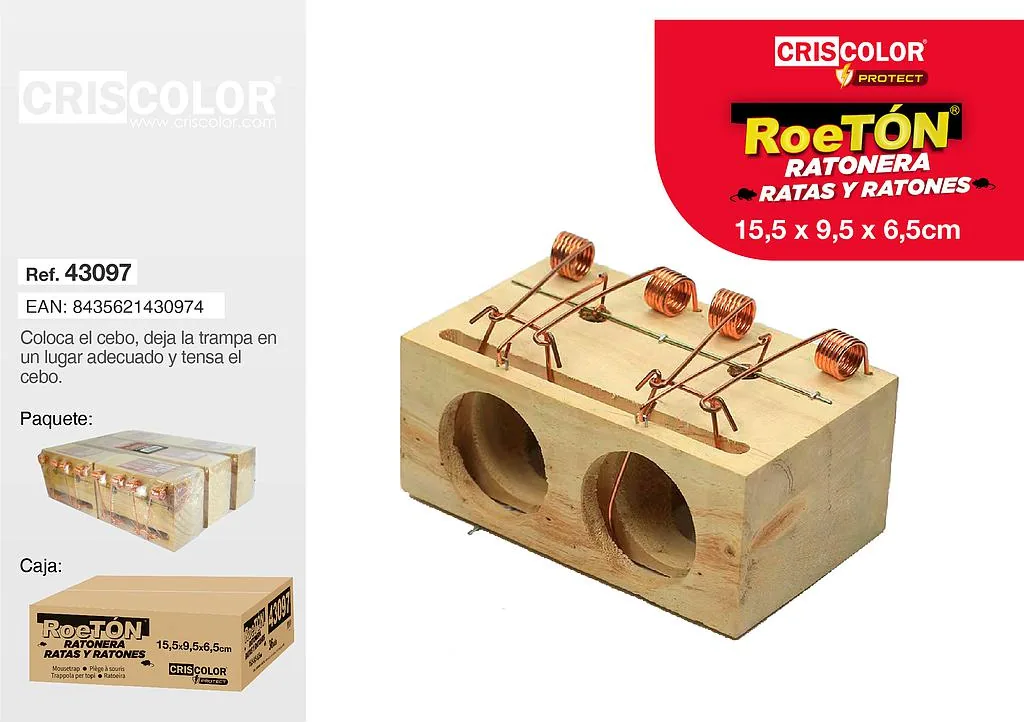 CRISCOLOR®
www.criscolor.com
Ref. 43097
EAN: 8435621430974
Coloca el cebo, deja la trampa en
un lugar adecuado y tensa el
cebo.
Paquete:
Caja:
RoeTÓN
RATONERA
RATAS Y RATONES
15,5x9,5x6,5cm
Mousetrap ● Piège à souris
Trappola per topi ● Ratoeira
CRISCOLOR
PROTECT
RoeTÓN
43097
CRISCOLOR®
PROTECT
RoeTÓN®
RATONERA
RATAS Y RATONES
15,5 x 9,5 x 6,5cm